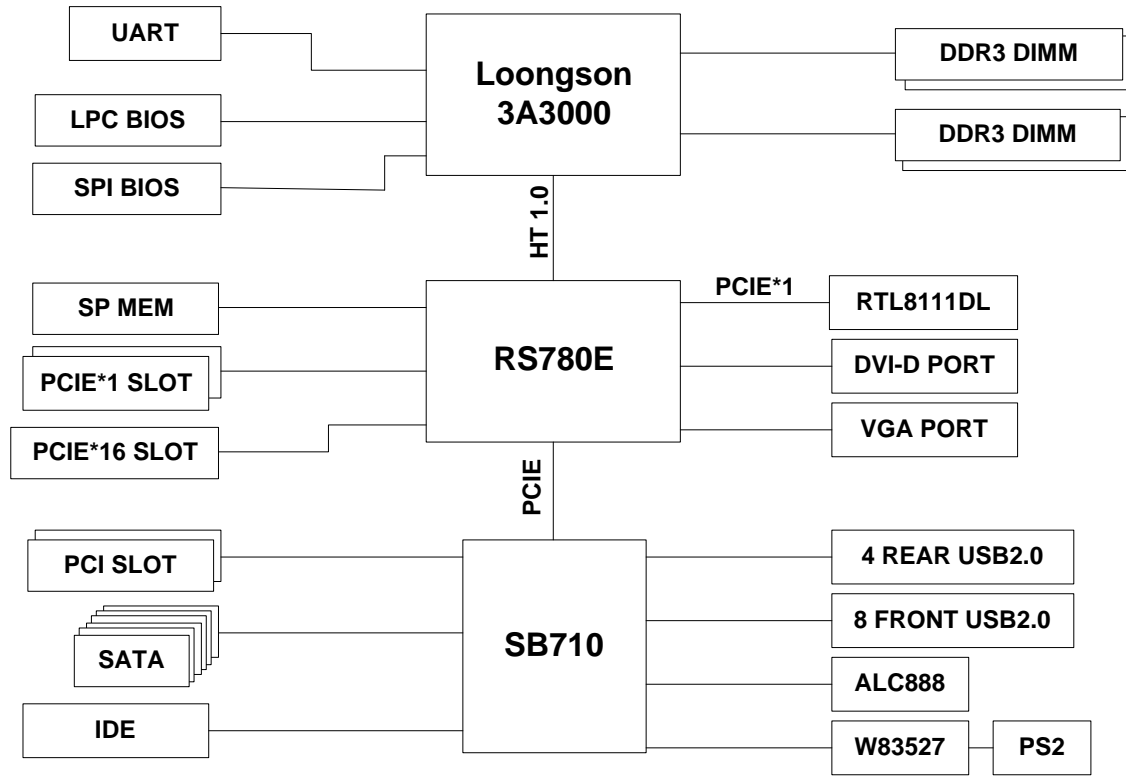 UART
Loongson
3A3000
DDR3 DIMM
LPC BIOS
DDR3 DIMM
SPI BIOS
HT 1.0
SP MEM
RS780E
PCIE*1
RTL8111DL
PCIE*1 SLOT
DVI-D PORT
PCIE*16 SLOT
VGA PORT
PCIE
PCI SLOT
SB710
4 REAR USB2.0
SATA
8 FRONT USB2.0
ALC888
IDE
W83527
PS2